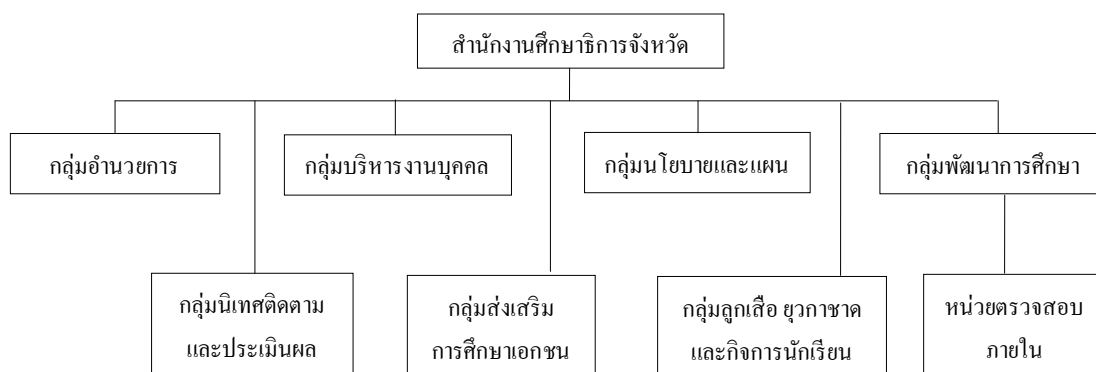 สำนักงานศึกษาธิการจังหวัด
กลุ่มอำนวยการ
กลุ่มบริหารงานบุคคล
กลุ่มนโยบายและแผน
กลุ่มพัฒนาการศึกษา
กลุ่มนิเทศติดตาม
และประเมินผล
กลุ่มส่งเสริม
การศึกษาเอกชน
กลุ่มลูกเสือ ยุวกาชาด
และกิจการนักเรียน
หน่วยตรวจสอบ
ภายใน